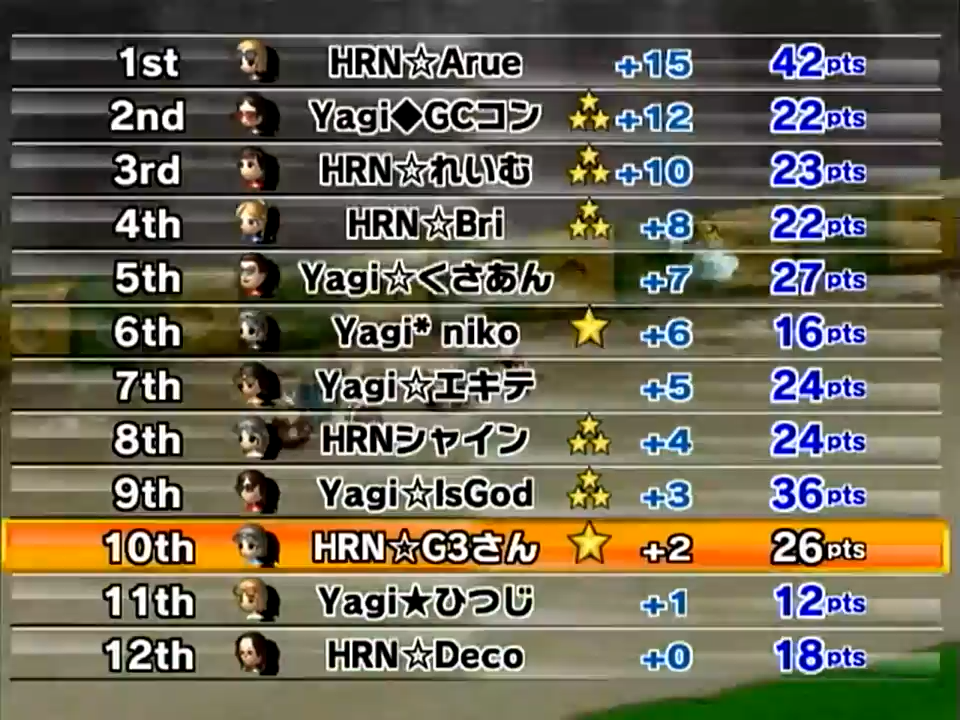 1st HRN☆Arue +15 42pts
2nd Yagi◆GCコン +12 22pts
3rd HRN☆れいむ +10 23pts
4th HRN☆Bri +8 22pts
5th Yagi☆くさあん +7 27pts
6th Yagi* niko +6 16pts
7th Yagi☆エキテ +5 24pts
8th HRNシャイン +4 24pts
9th Yagi☆IsGod +3 36pts
10th HRN☆G3さん +2 26pts
11th Yagi★ひつじ +1 12pts
12th HRN☆Deco +0 18pts